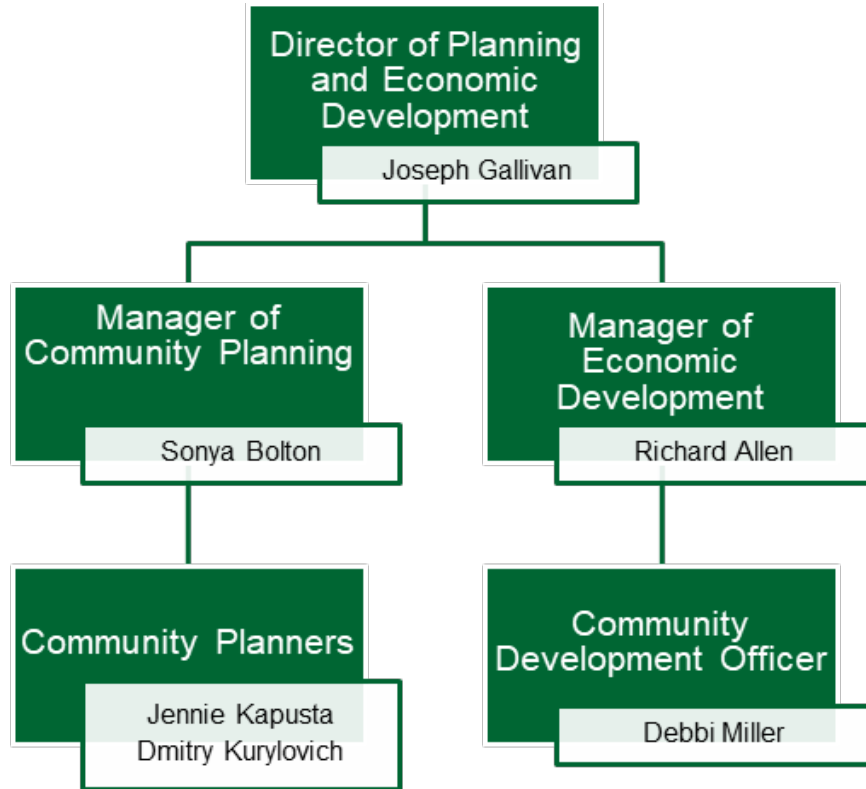 Director of Planning
and Economic
Development
Joseph Gallivan
Manager of
Community Planning
Sonya Bolton
Manager of
Economic
Development
Richard Allen
Community Planners
Jennie Kapusta
Dmitry Kurylovich
Community
Development Officer
Debbi Miller